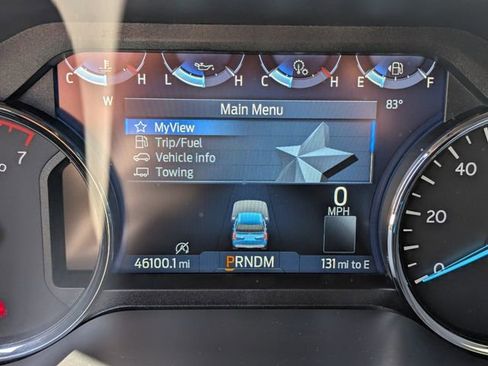 C H L H C H E F
W 83°
Main Menu
MyView
Trip/Fuel
Vehicle info
Towing
7
40
20
0
0
MPH
46100.1 mi PRNDM 131 mi to E